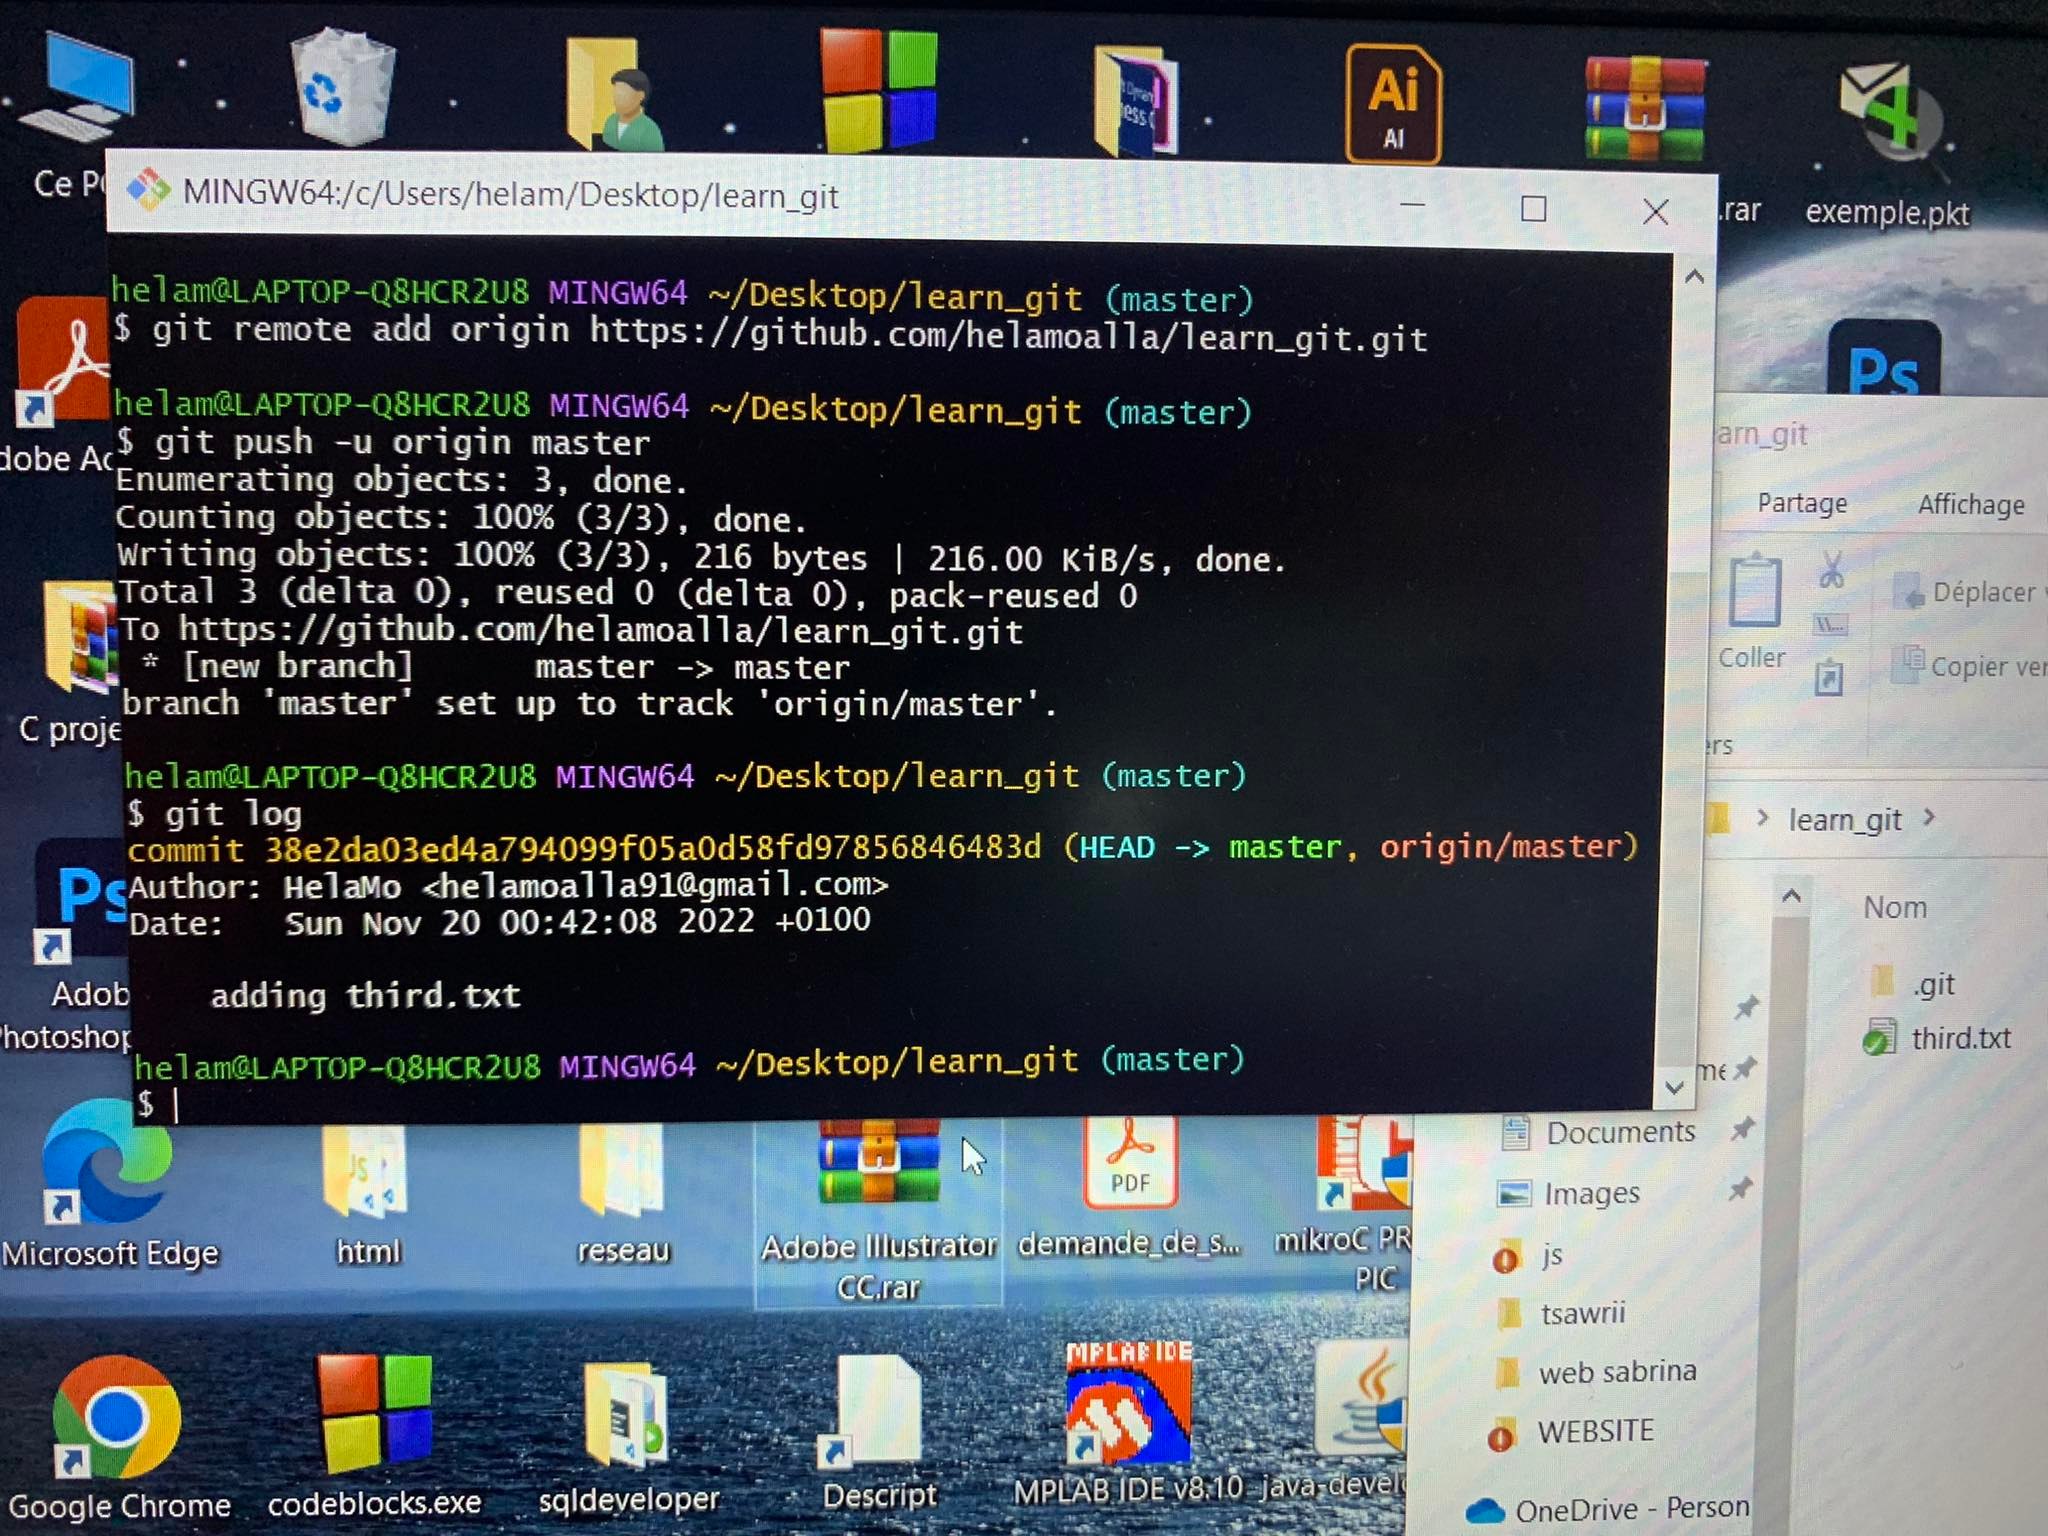 Ce PC
.rar
exemple.pkt
Ai
AI
MINGW64:/c/Users/helam/Desktop/learn_git
helam@LAPTOP-Q8HCR2U8 MINGW64 ~/Desktop/learn_git (master)
$ git remote add origin https://github.com/helamoalla/learn_git.git
helam@LAPTOP-Q8HCR2U8 MINGW64 ~/Desktop/learn_git (master)
$ git push -u origin master
Enumerating objects: 3, done.
Counting objects: 100% (3/3), done.
Writing objects: 100% (3/3), 216 bytes | 216.00 KiB/s, done.
Total 3 (delta 0), reused 0 (delta 0), pack-reused 0
To https://github.com/helamoalla/learn_git.git
 * [new branch]      master -> master
branch 'master' set up to track 'origin/master'.
helam@LAPTOP-Q8HCR2U8 MINGW64 ~/Desktop/learn_git (master)
$ git log
commit 38e2da03ed4a794099f05a0d58fd97856846483d (HEAD -> master, origin/master)
Author: HelaMo <helamoalla91@gmail.com>
Date:   Sun Nov 20 00:42:08 2022 +0100
    adding third.txt
helam@LAPTOP-Q8HCR2U8 MINGW64 ~/Desktop/learn_git (master)
$
dobe Ac
C proje
Ps
Adob
Photoshop
Ps
arn_git
Partage
Affichage
Déplacer
Coller
Copier ver
ers
learn_git
Nom
.git
third.txt
me
Documents
Images
js
tsawrii
web sabrina
WEBSITE
OneDrive - Person
JS
PDF
Microsoft Edge
html
reseau
Adobe Illustrator
CC.rar
demande_de_s...
mikroC PR
PIC
MPLAB IDE
Google Chrome
codeblocks.exe
sqldeveloper
Descript
MPLAB IDE v8.10
java-devel